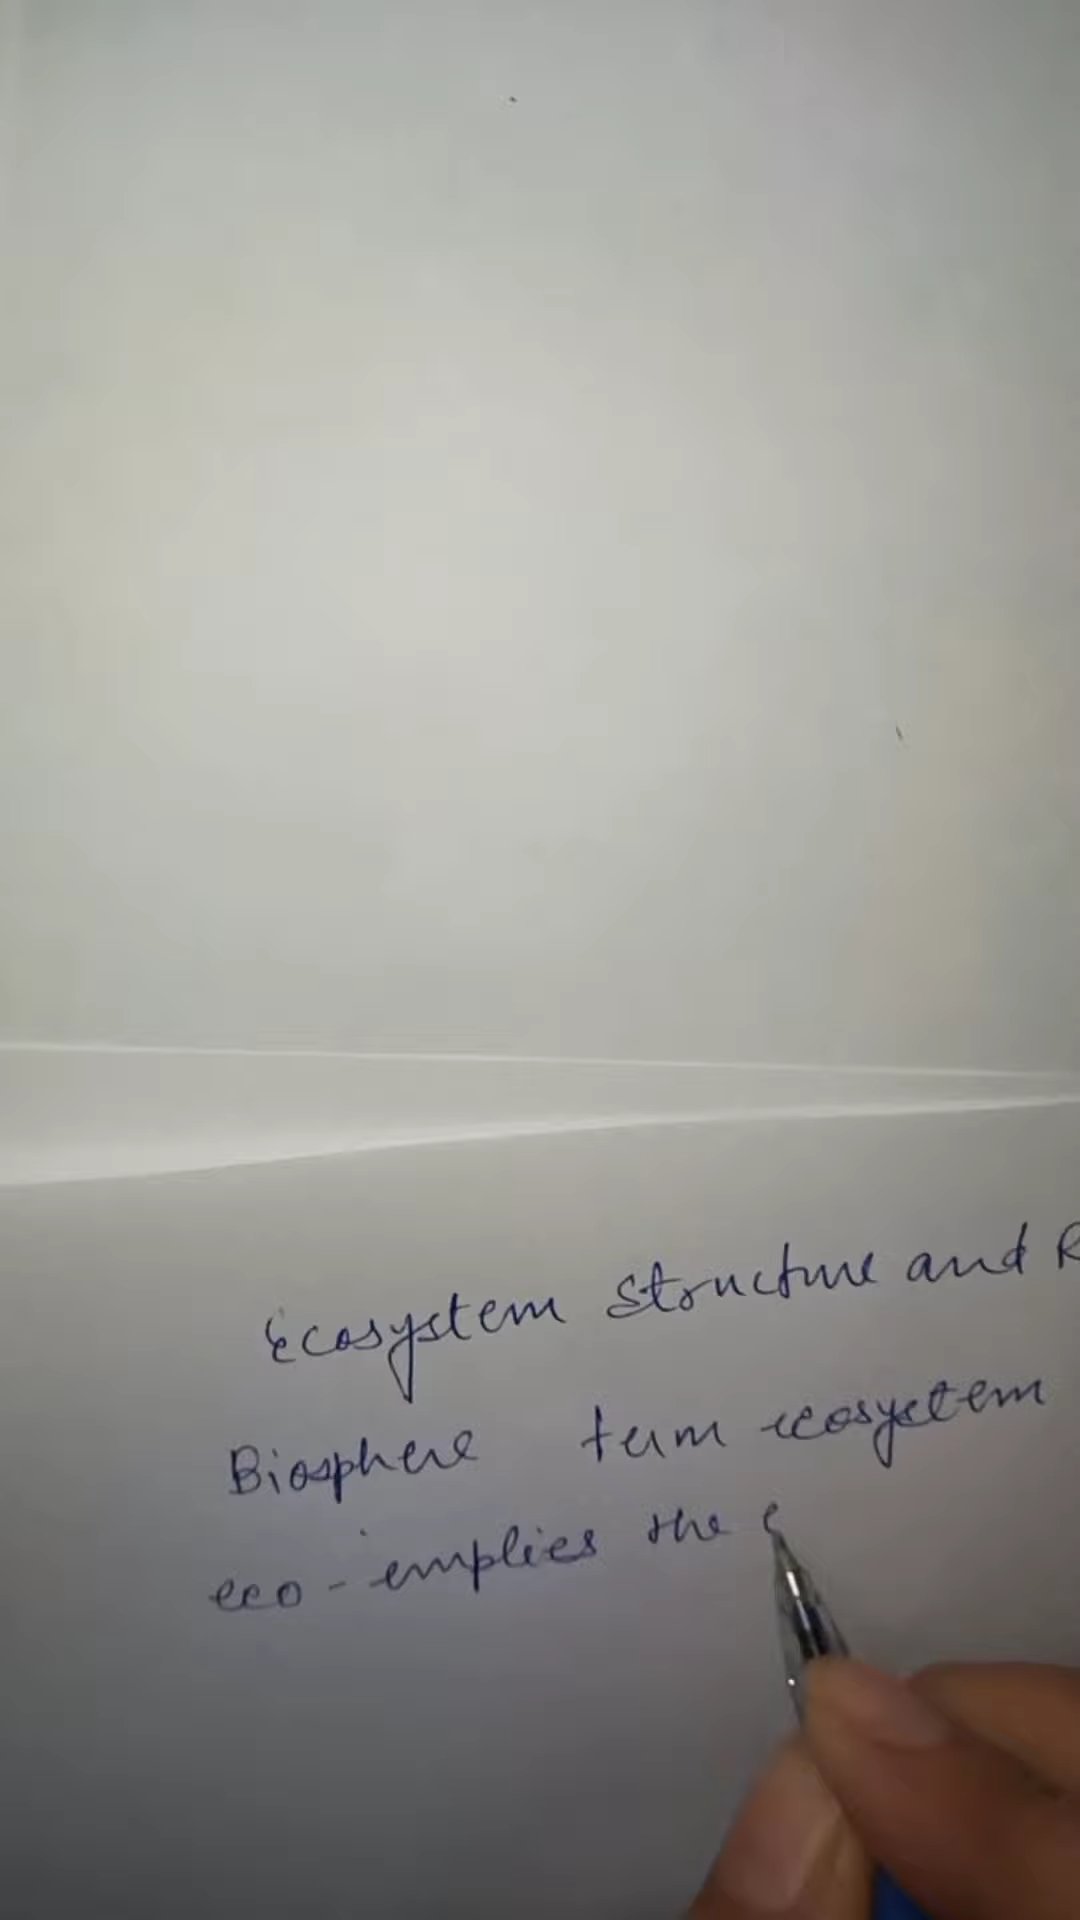 Ecosystem Structure and R
Biosphere term ecosystem
eco-emplies the e